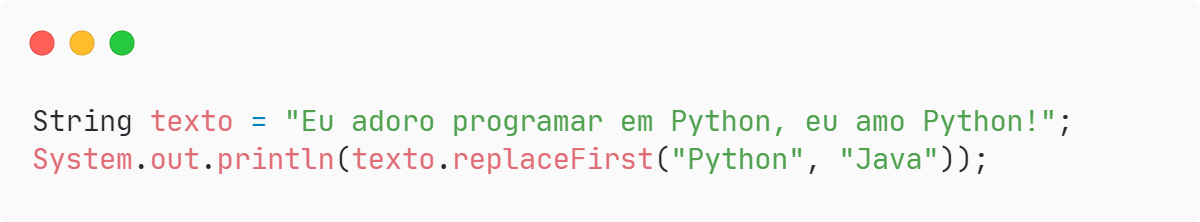 String texto = "Eu adoro programar em Python, eu amo Python!";
System.out.println(texto.replaceFirst("Python", "Java"));